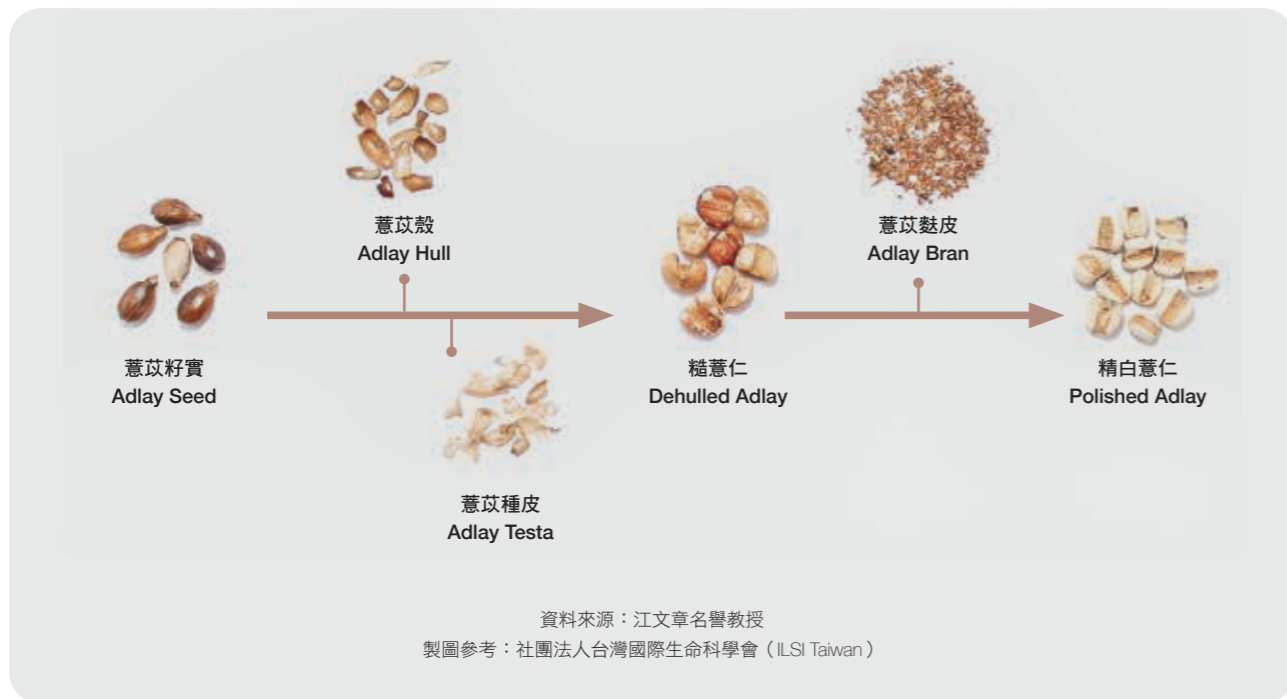 薏苡殼
Adlay Hull
薏苡麩皮
Adlay Bran
薏苡籽實
Adlay Seed
糙薏仁
Dehulled Adlay
精白薏仁
Polished Adlay
薏苡種皮
Adlay Testa
資料來源：江文章名譽教授
製圖參考：社團法人台灣國際生命科學會（ILSI Taiwan）